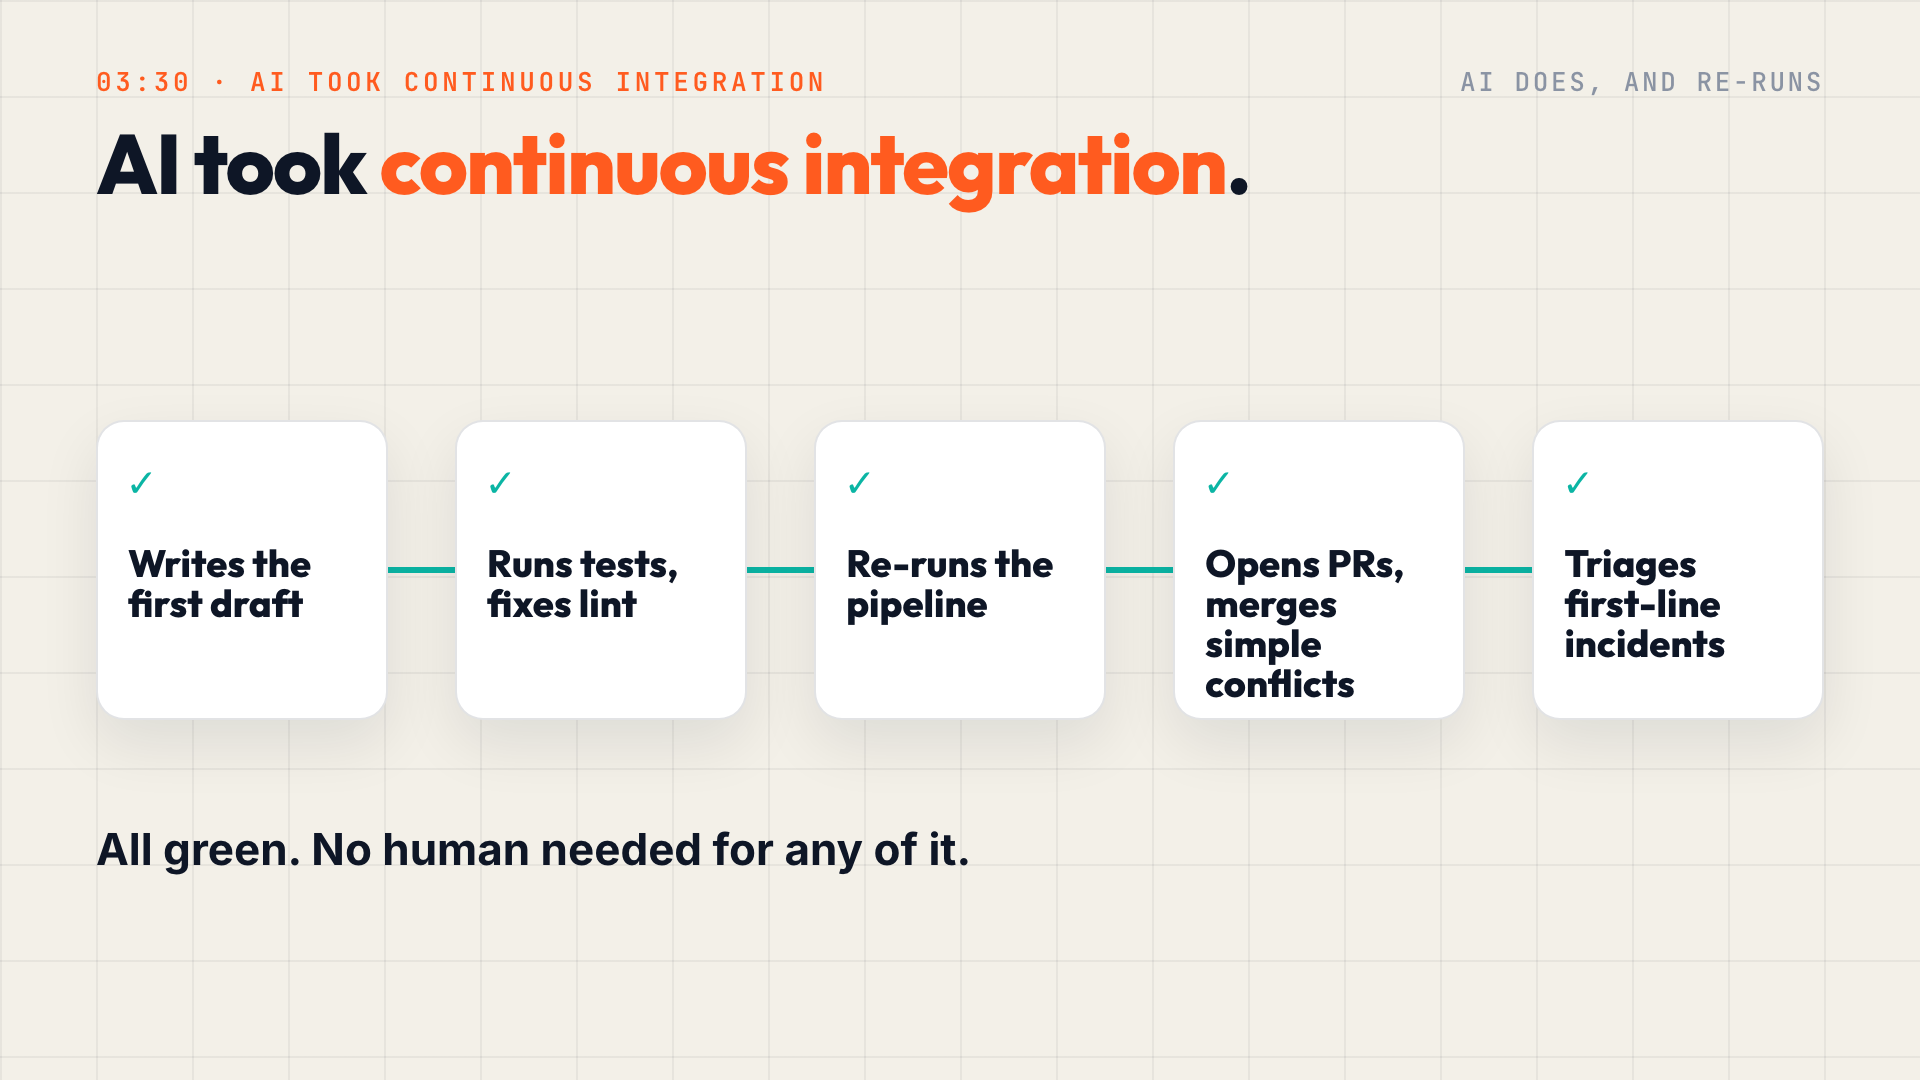 03:30 · AI TOOK CONTINUOUS INTEGRATION
AI DOES, AND RE-RUNS
AI took continuous integration.
✓
Writes the
first draft
✓
Runs tests,
fixes lint
✓
Re-runs the
pipeline
✓
Opens PRs,
merges
simple
conflicts
✓
Triages
first-line
incidents
All green. No human needed for any of it.